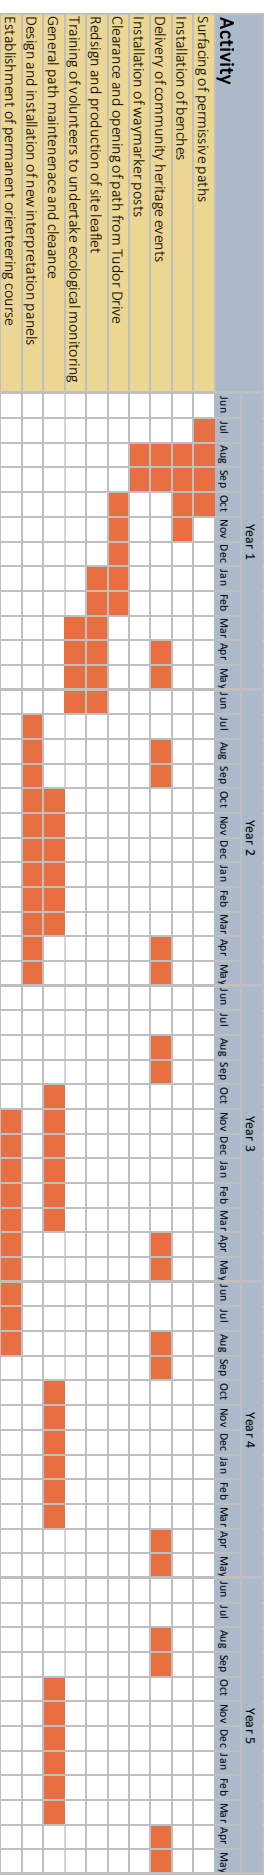 Year 1 Year 2 Year 3 Year 4 Year 5
Activity Jun Jul Aug Sep Oct Nov Dec Jan Feb Mar Apr May Jun Jul Aug Sep Oct Nov Dec Jan Feb Mar Apr May Jun Jul Aug Sep Oct Nov Dec Jan Feb Mar Apr May Jun Jul Aug Sep Oct Nov Dec Jan Feb Mar Apr May Jun Jul Aug Sep Oct Nov Dec Jan Feb Mar Apr May
Surfacing of permissive paths
Installation of benches
Delivery of community heritage events
Installation of waymarker posts
Clearance and opening of path from Tudor Drive
Redsign and production of site leaflet
Training of volunteers to undertake ecological monitoring
General path maintenenace and cleaance
Design and installation of new interpretation panels
Establishment of permanent orienteering course